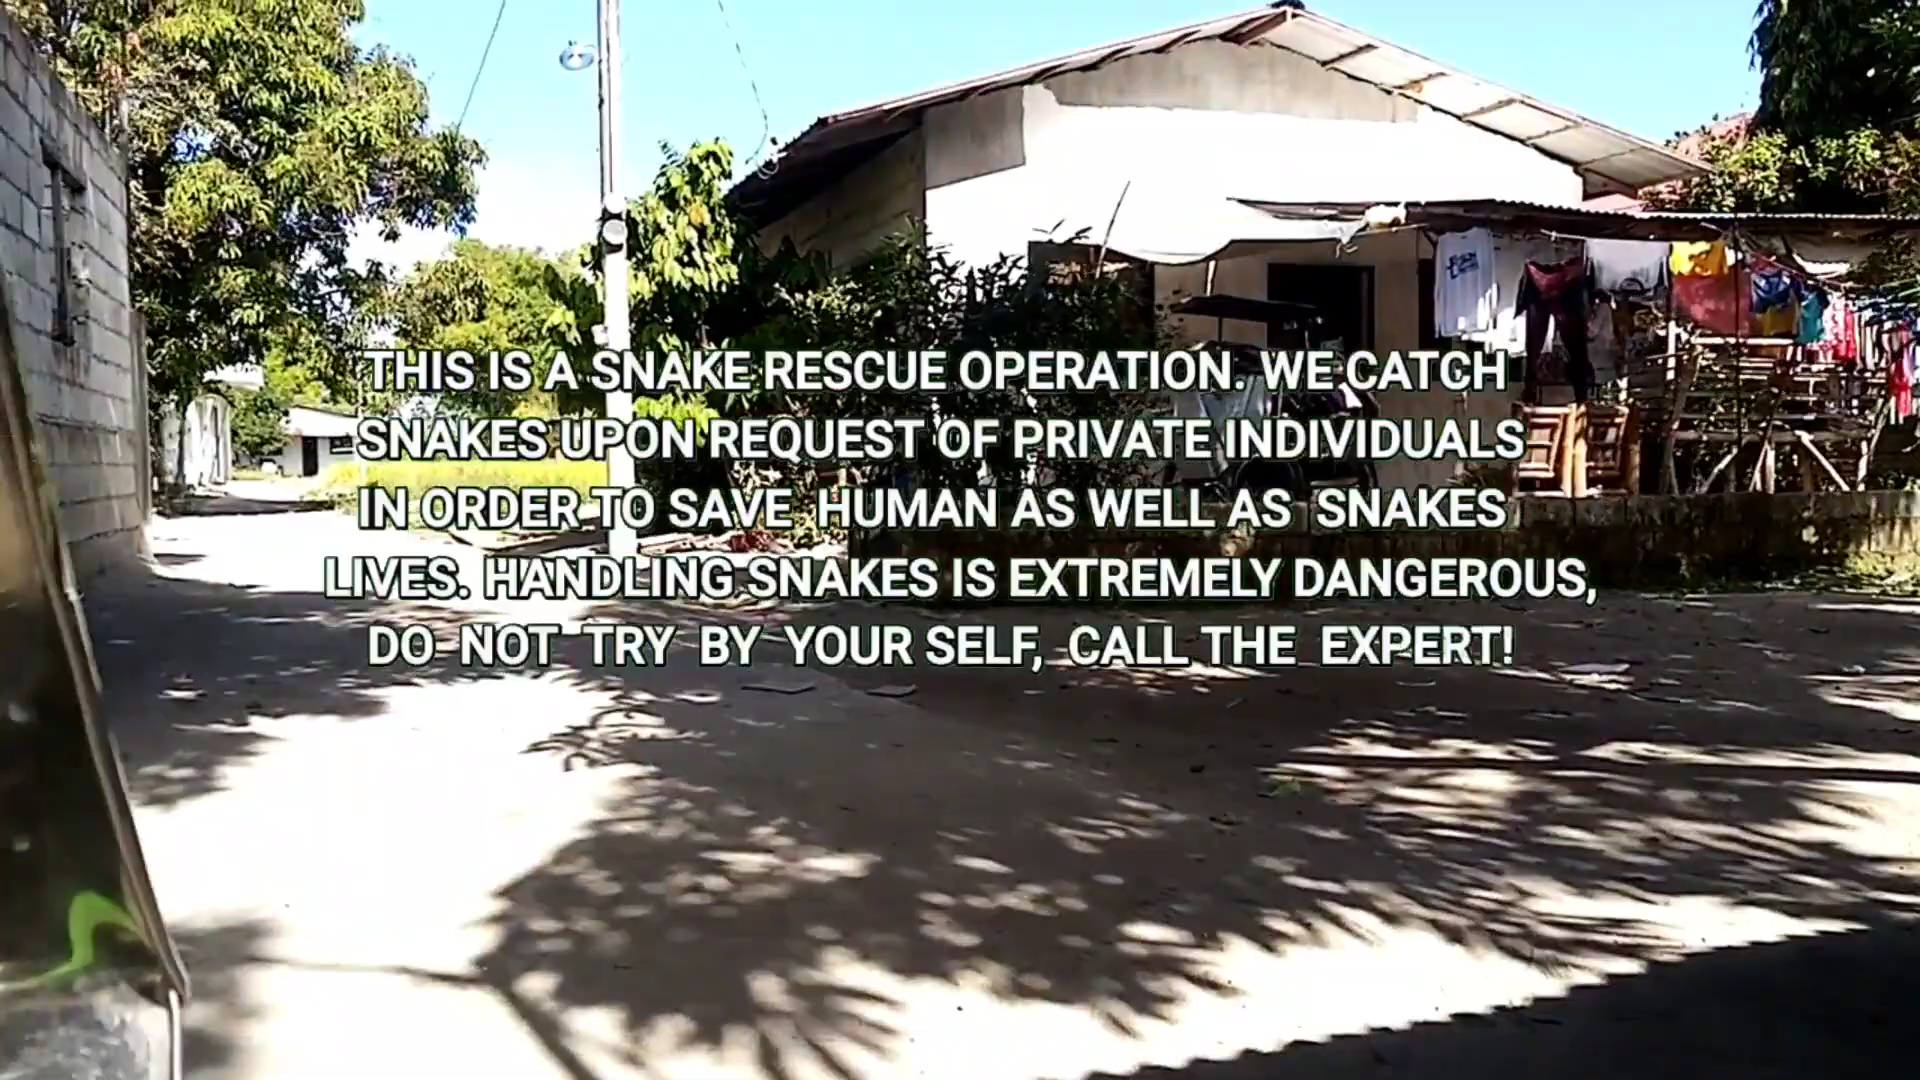 THIS IS A SNAKE RESCUE OPERATION. WE CATCH
SNAKES UPON REQUEST OF PRIVATE INDIVIDUALS
IN ORDER TO SAVE HUMAN AS WELL AS SNAKES
LIVES. HANDLING SNAKES IS EXTREMELY DANGEROUS,
DO NOT TRY BY YOUR SELF, CALL THE EXPERT!